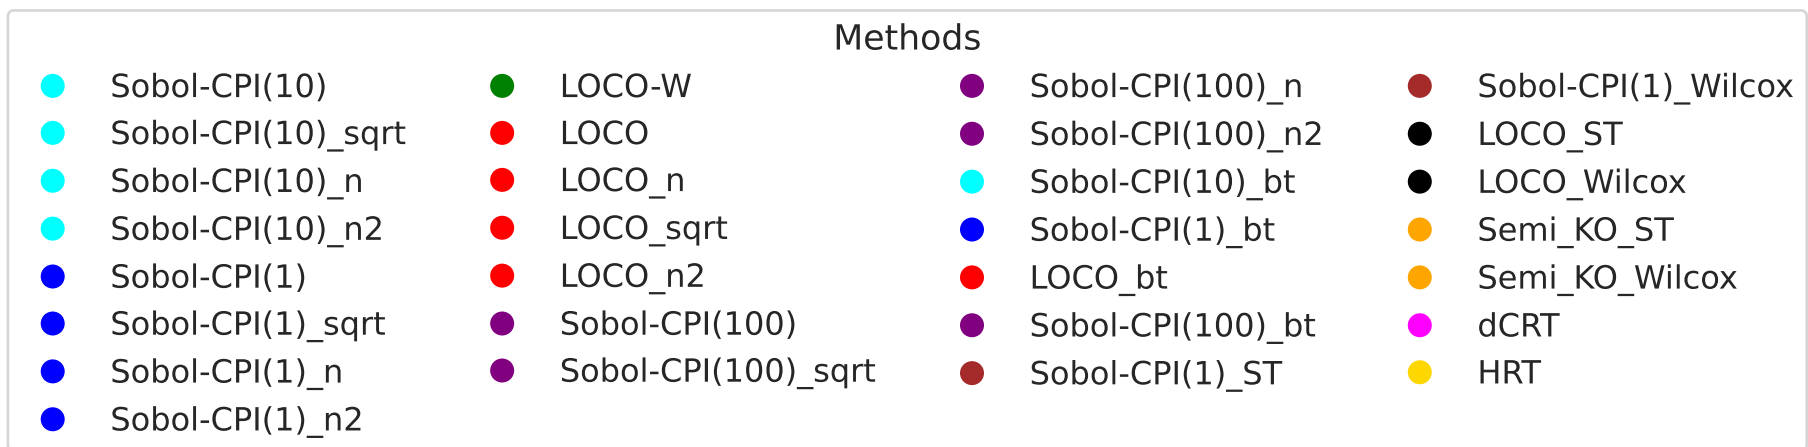 Methods
Sobol-CPI(10)
Sobol-CPI(10)_sqrt
Sobol-CPI(10)_n
Sobol-CPI(10)_n2
Sobol-CPI(1)
Sobol-CPI(1)_sqrt
Sobol-CPI(1)_n
Sobol-CPI(1)_n2
LOCO-W
LOCO
LOCO_n
LOCO_sqrt
LOCO_n2
Sobol-CPI(100)
Sobol-CPI(100)_sqrt
Sobol-CPI(100)_n
Sobol-CPI(100)_n2
Sobol-CPI(10)_bt
Sobol-CPI(1)_bt
LOCO_bt
Sobol-CPI(100)_bt
Sobol-CPI(1)_ST
Sobol-CPI(1)_Wilcox
LOCO_ST
LOCO_Wilcox
Semi_KO_ST
Semi_KO_Wilcox
dCRT
HRT